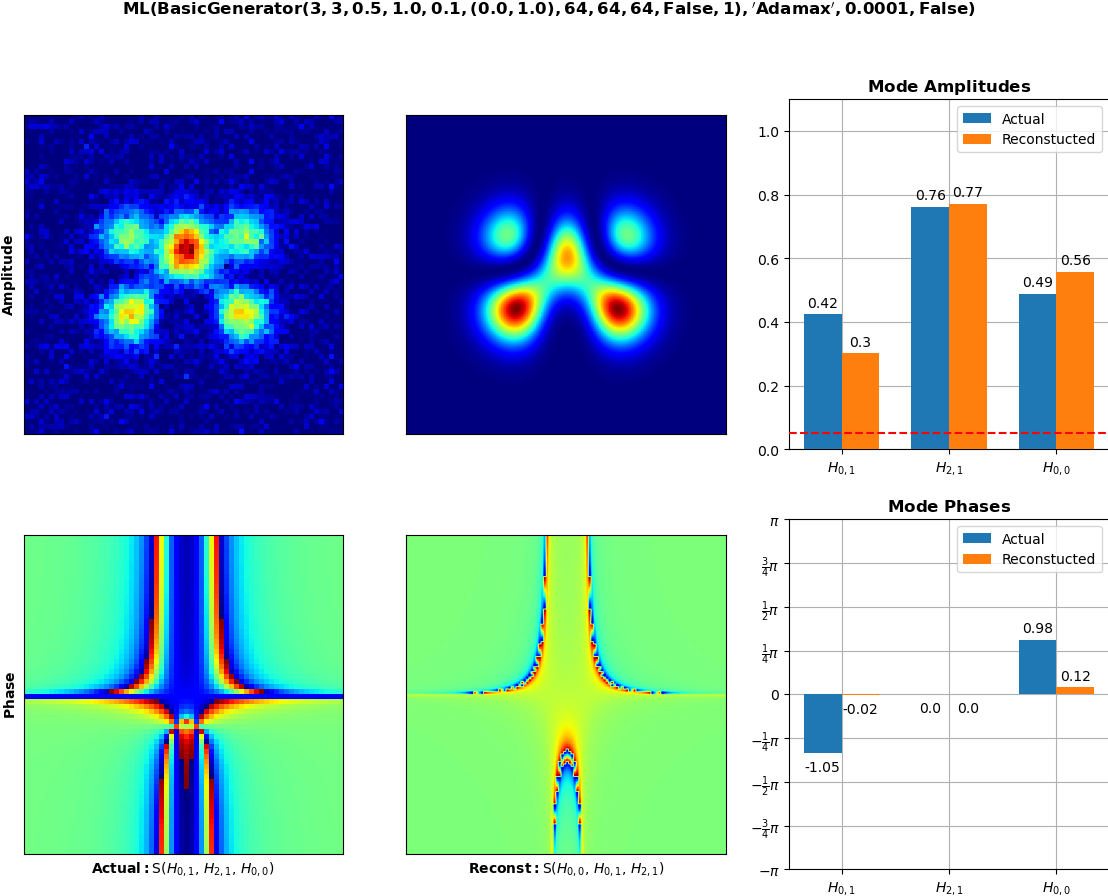 ML(BasicGenerator(3, 3, 0.5, 1.0, 0.1, (0.0, 1.0), 64, 64, 64, False, 1), ′Adamax′, 0.0001, False)
Amplitude
Mode Amplitudes
Actual
Reconstucted
1.0
0.8
0.6
0.4
0.2
0.0
0.42
0.3
0.76
0.77
0.49
0.56
H0,1
H2,1
H0,0
Phase
Actual: S(H0,1, H2,1, H0,0)
Reconst: S(H0,0, H0,1, H2,1)
Mode Phases
Actual
Reconstucted
π
3/4π
1/2π
1/4π
0
−1/4π
−1/2π
−3/4π
−π
-1.05
-0.02
0.0
0.0
0.98
0.12
H0,1
H2,1
H0,0